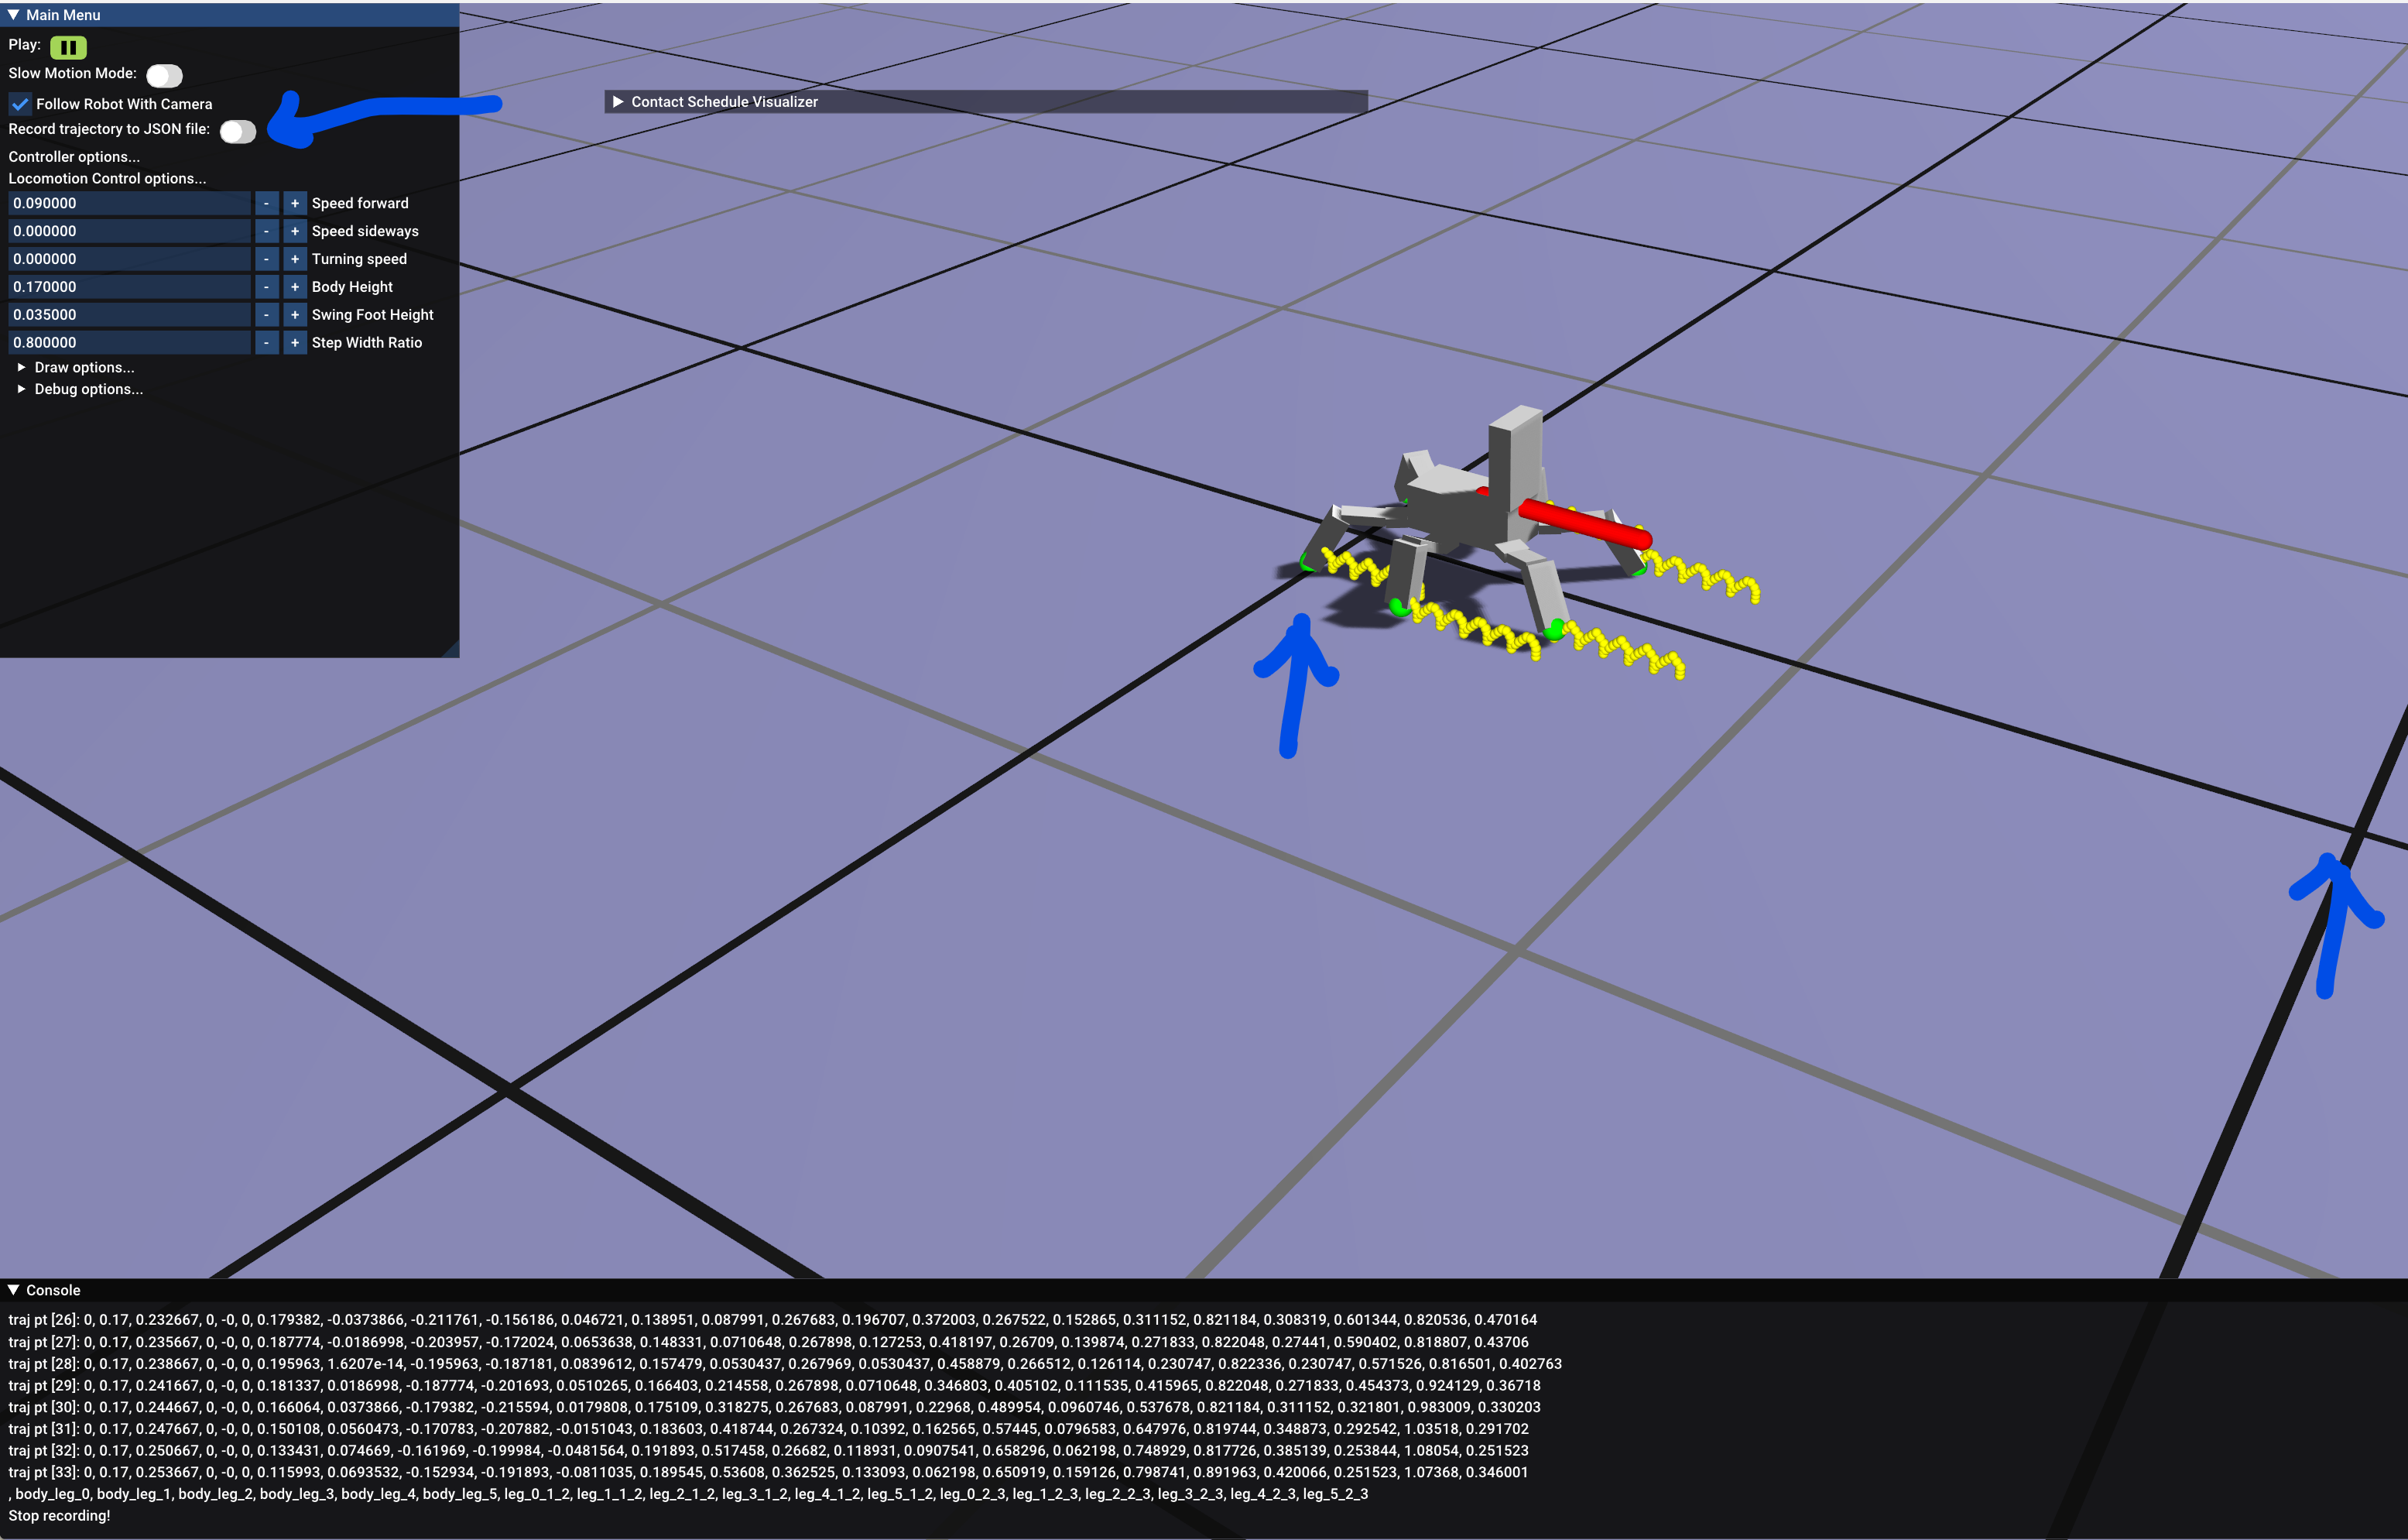 Main Menu
Play:
Slow Motion Mode:
Follow Robot With Camera
Record trajectory to JSON file:
Controller options...
Locomotion Control options...
0.090000 - + Speed forward
0.000000 - + Speed sideways
0.000000 - + Turning speed
0.170000 - + Body Height
0.035000 - + Swing Foot Height
0.800000 - + Step Width Ratio
Draw options...
Debug options...
Contact Schedule Visualizer
Console
traj pt [26]: 0, 0.17, 0.232667, 0, -0, 0, 0.179382, -0.0373866, -0.211761, -0.156186, 0.046721, 0.138951, 0.087991, 0.267683, 0.196707, 0.372003, 0.267522, 0.152865, 0.311152, 0.821184, 0.308319, 0.601344, 0.820536, 0.470164
traj pt [27]: 0, 0.17, 0.235667, 0, -0, 0, 0.187774, -0.0186998, -0.203957, -0.172024, 0.0653638, 0.148331, 0.0710648, 0.267898, 0.127253, 0.418197, 0.26709, 0.139874, 0.271833, 0.822048, 0.27441, 0.590402, 0.818807, 0.43706
traj pt [28]: 0, 0.17, 0.238667, 0, -0, 0, 0.195963, 1.6207e-14, -0.195963, -0.187181, 0.0839612, 0.157479, 0.0530437, 0.267969, 0.0530437, 0.458879, 0.266512, 0.126114, 0.230747, 0.822336, 0.230747, 0.571526, 0.816501, 0.402763
traj pt [29]: 0, 0.17, 0.241667, 0, -0, 0, 0.181337, 0.0186998, -0.187774, -0.201693, 0.0510265, 0.166403, 0.214558, 0.267898, 0.0710648, 0.346803, 0.405102, 0.111535, 0.415965, 0.822048, 0.271833, 0.454373, 0.924129, 0.36718
traj pt [30]: 0, 0.17, 0.244667, 0, -0, 0, 0.166064, 0.0373866, -0.179382, -0.215594, 0.0179808, 0.175109, 0.318275, 0.267683, 0.087991, 0.22968, 0.489954, 0.0960746, 0.537678, 0.821184, 0.311152, 0.321801, 0.983009, 0.330203
traj pt [31]: 0, 0.17, 0.247667, 0, -0, 0, 0.150108, 0.0560473, -0.170783, -0.207882, -0.0151043, 0.183603, 0.418744, 0.267324, 0.10392, 0.162565, 0.57445, 0.0796583, 0.647976, 0.819744, 0.348873, 0.292542, 1.03518, 0.291702
traj pt [32]: 0, 0.17, 0.250667, 0, -0, 0, 0.133431, 0.074669, -0.161969, -0.199984, -0.0481564, 0.191893, 0.517458, 0.26682, 0.118931, 0.0907541, 0.658296, 0.062198, 0.748929, 0.817726, 0.385139, 0.253844, 1.08054, 0.251523
traj pt [33]: 0, 0.17, 0.253667, 0, -0, 0, 0.115993, 0.0693532, -0.152934, -0.191893, -0.0811035, 0.189545, 0.53608, 0.362525, 0.133093, 0.062198, 0.650919, 0.159126, 0.798741, 0.891963, 0.420066, 0.251523, 1.07368, 0.346001
, body_leg_0, body_leg_1, body_leg_2, body_leg_3, body_leg_4, body_leg_5, leg_0_1_2, leg_1_1_2, leg_2_1_2, leg_3_1_2, leg_4_1_2, leg_5_1_2, leg_0_2_3, leg_1_2_3, leg_2_2_3, leg_3_2_3, leg_4_2_3, leg_5_2_3
Stop recording!